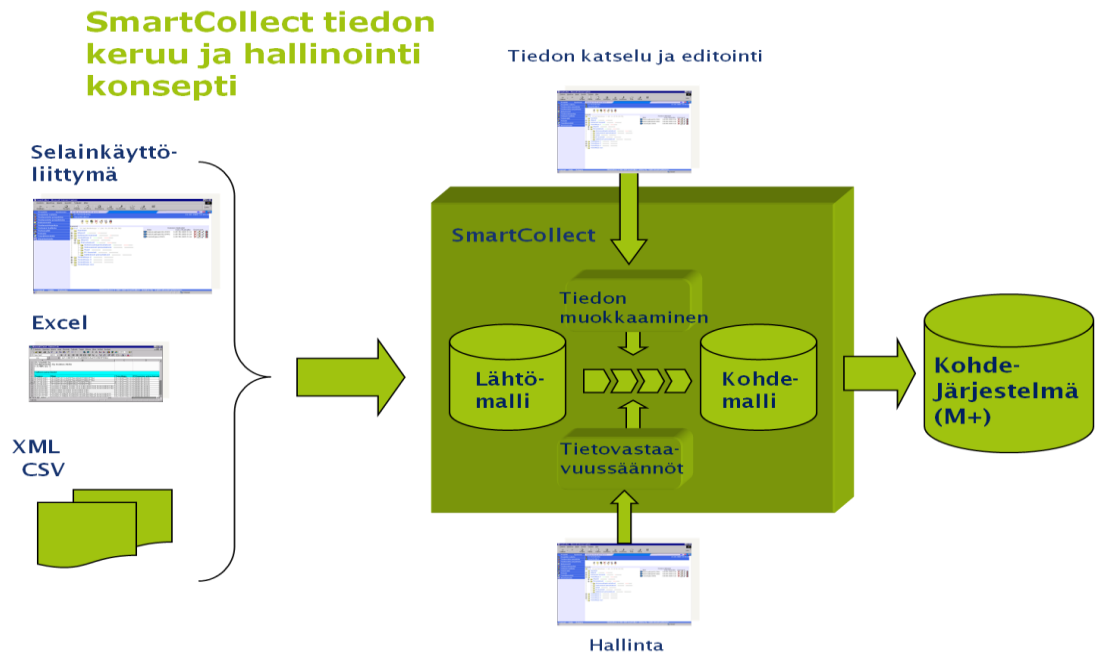 SmartCollect tiedon
keruu ja hallinointi
konsepti
Tiedon katselu ja editointi
Selainkäyttö-
liittymä
Excel
XML
CSV
SmartCollect
Tiedon
muokkaaminen
Lähtö-
malli
Kohde-
malli
Tietovastaa-
vuussäännöt
Kohde-
Järjestelmä
(M+)
Hallinta